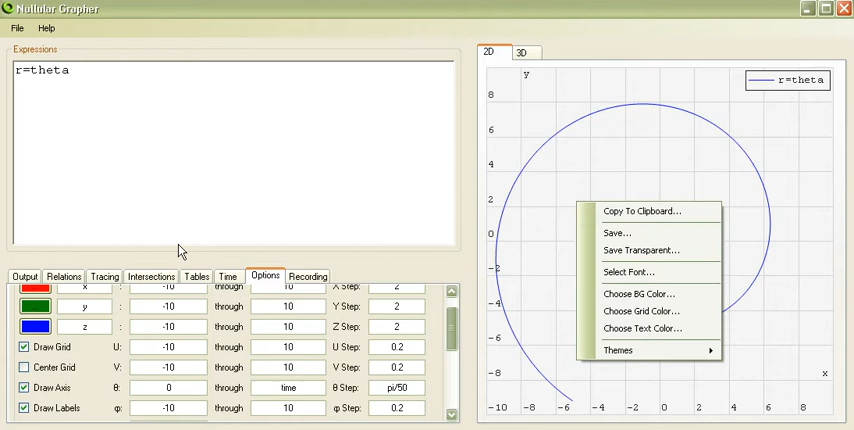 Nullular Grapher
File Help
Expressions
r=theta
Output Relations Tracing Intersections Tables Time Options Recording
x : -10 through 10 X Step: 2
y : -10 through 10 Y Step: 2
z : -10 through 10 Z Step: 2
Draw Grid U: -10 through 10 U Step: 0.2
Center Grid V: -10 through 10 V Step: 0.2
Draw Axis θ: 0 through time θ Step: pi/50
Draw Labels φ: -10 through 10 φ Step: 0.2
2D 3D
y
r=theta
8
6
4
2
0
-2
-4
-6
-8
x
-10 -8 -6 -4 -2 0 2 4 6 8
Copy To Clipboard...
Save...
Save Transparent...
Select Font...
Choose BG Color...
Choose Grid Color...
Choose Text Color...
Themes